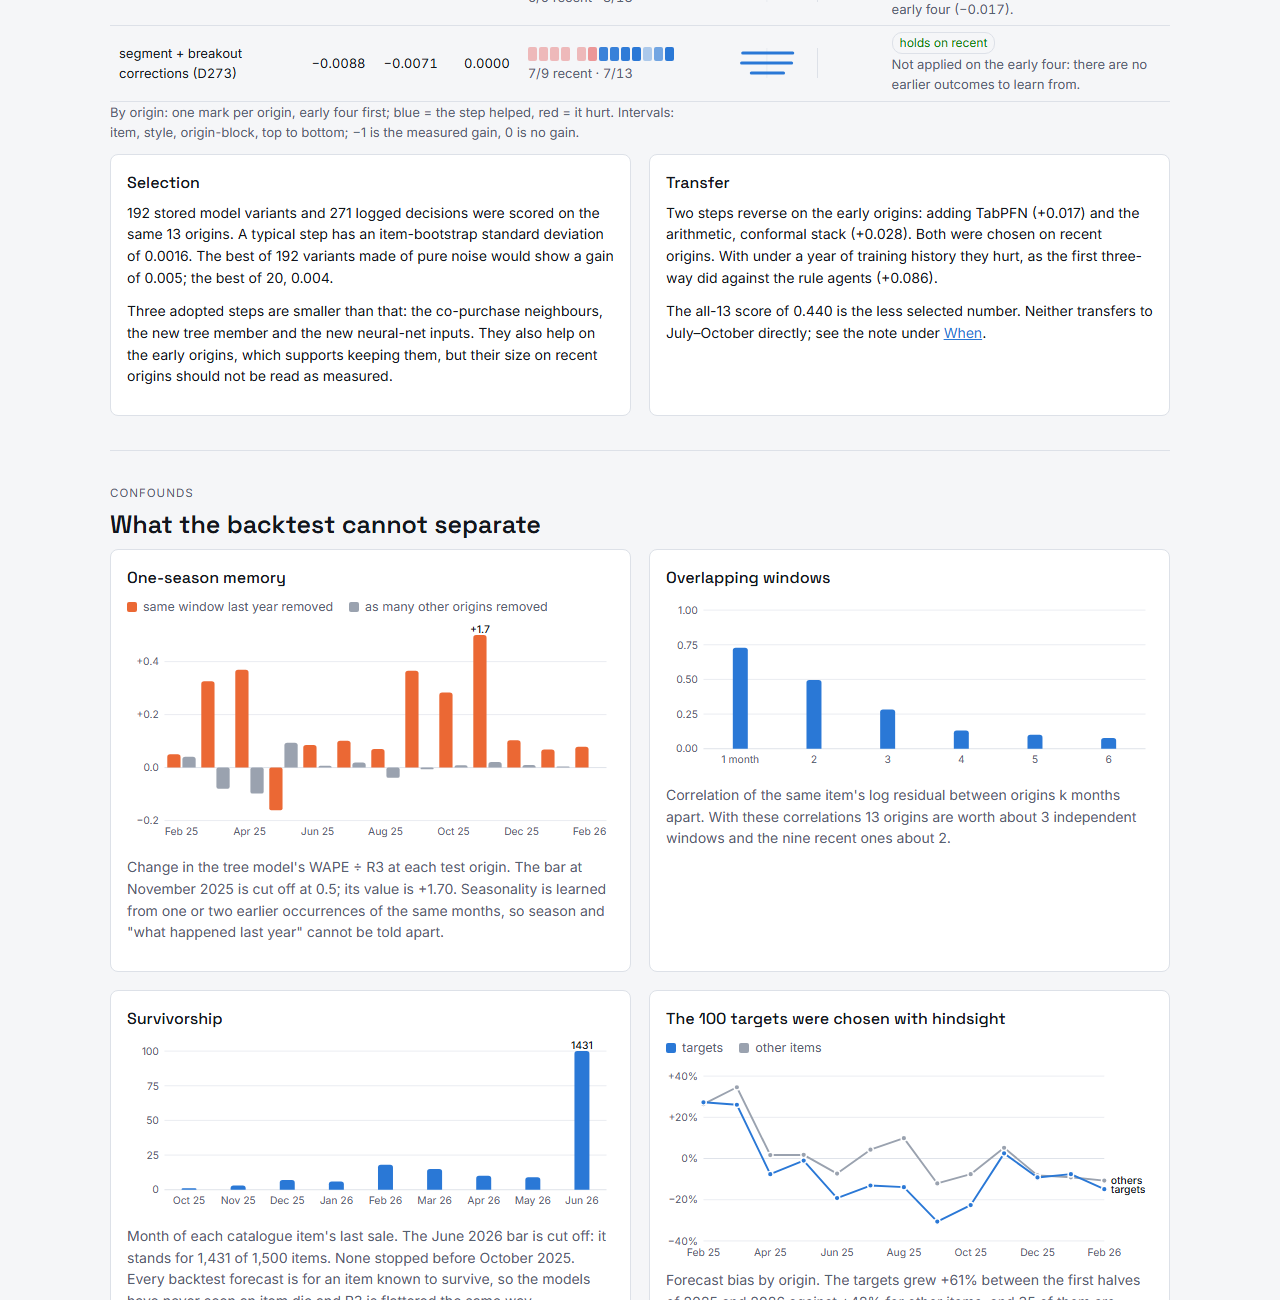 early four (−0.017).
segment + breakout
corrections (D273)
−0.0088 −0.0071 0.0000
7/9 recent · 7/13
holds on recent
Not applied on the early four: there are no
earlier outcomes to learn from.
By origin: one mark per origin, early four first; blue = the step helped, red = it hurt. Intervals:
item, style, origin-block, top to bottom; −1 is the measured gain, 0 is no gain.
Selection
192 stored model variants and 271 logged decisions were scored on the
same 13 origins. A typical step has an item-bootstrap standard deviation
of 0.0016. The best of 192 variants made of pure noise would show a gain
of 0.005; the best of 20, 0.004.
Three adopted steps are smaller than that: the co-purchase neighbours,
the new tree member and the new neural-net inputs. They also help on
the early origins, which supports keeping them, but their size on recent
origins should not be read as measured.
Transfer
Two steps reverse on the early origins: adding TabPFN (+0.017) and the
arithmetic, conformal stack (+0.028). Both were chosen on recent
origins. With under a year of training history they hurt, as the first three-
way did against the rule agents (+0.086).
The all-13 score of 0.440 is the less selected number. Neither transfers to
July–October directly; see the note under When.
CONFOUNDS
What the backtest cannot separate
One-season memory
same window last year removed as many other origins removed
+1.7
+0.4
+0.2
0.0
−0.2
Feb 25 Apr 25 Jun 25 Aug 25 Oct 25 Dec 25 Feb 26
Change in the tree model's WAPE ÷ R3 at each test origin. The bar at
November 2025 is cut off at 0.5; its value is +1.70. Seasonality is learned
from one or two earlier occurrences of the same months, so season and
"what happened last year" cannot be told apart.
Overlapping windows
1.00
0.75
0.50
0.25
0.00
1 month 2 3 4 5 6
Correlation of the same item's log residual between origins k months
apart. With these correlations 13 origins are worth about 3 independent
windows and the nine recent ones about 2.
Survivorship
1431
100
75
50
25
0
Oct 25 Nov 25 Dec 25 Jan 26 Feb 26 Mar 26 Apr 26 May 26 Jun 26
Month of each catalogue item's last sale. The June 2026 bar is cut off: it
stands for 1,431 of 1,500 items. None stopped before October 2025.
Every backtest forecast is for an item known to survive, so the models
The 100 targets were chosen with hindsight
targets other items
+40%
+20%
0%
−20%
−40%
others
targets
Feb 25 Apr 25 Jun 25 Aug 25 Oct 25 Dec 25 Feb 26
Forecast bias by origin. The targets grew +61% between the first halves